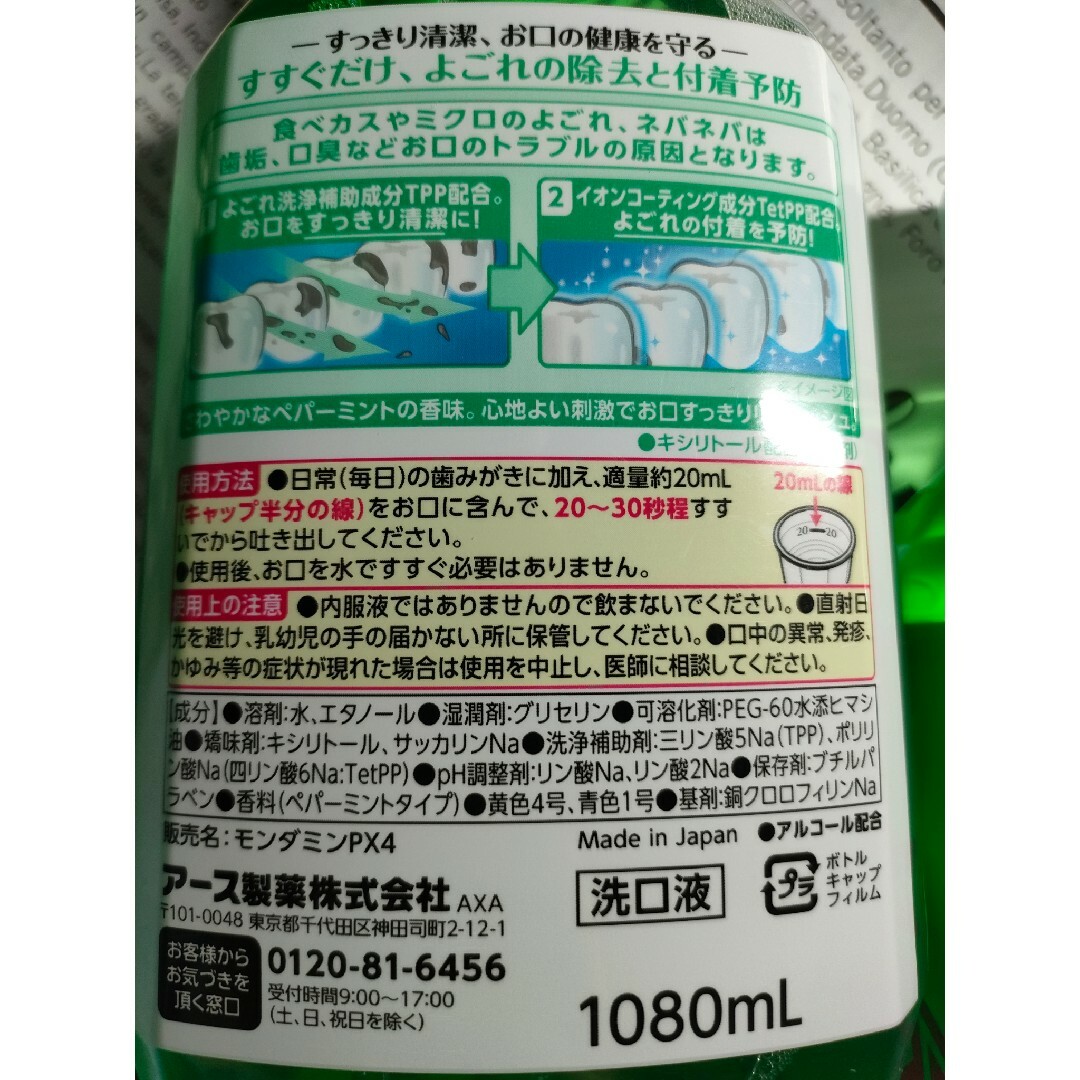 すっきり清潔、お口の健康を守る
すすぐだけ、よごれの除去と付着予防
食べカスやミクロのよごれ、ネバネバは
歯垢、口臭などお口のトラブルの原因となります。
よごれ洗浄補助成分TPP配合。
お口をすっきり清潔に!
2 イオンコーティング成分TetPP配合。
よごれの付着を予防!
イメージ図
わやかなペパーミントの香味。心地よい刺激でお口すっきり
●キシリトール配
使用方法 ●日常(毎日)の歯みがきに加え、適量約20mL
(キャップ半分の線)をお口に含んで、20〜30秒程すす
いでから吐き出してください。
●使用後、お口を水ですすぐ必要はありません。
20mLの線
20 20
使用上の注意 ●内服液ではありませんので飲まないでください。●直射日
光を避け、乳幼児の手の届かない所に保管してください。●口中の異常、発疹、
かゆみ等の症状が現れた場合は使用を中止し、医師に相談してください。
【成分】●溶剤:水、エタノール●湿潤剤:グリセリン●可溶化剤:PEG-60水添ヒマシ
油●矯味剤:キシリトール、サッカリンNa●洗浄補助剤:三リン酸5Na(TPP)、ポリリ
ン酸Na(四リン酸6Na:TetPP)●pH調整剤:リン酸Na、リン酸2Na●保存剤:ブチルパ
ラベン●香料(ペパーミントタイプ)●黄色4号、青色1号●基剤:銅クロロフィリンNa
販売名:モンダミンPX4
Made in Japan ●アルコール配合
アース製薬株式会社 AXA
〒101-0048 東京都千代田区神田司町2-12-1
洗口液
プラ
ボトル
キャップ
フィルム
お客様から
お気づきを
頂く窓口
0120-81-6456
受付時間9:00〜17:00
(土、日、祝日を除く)
1080mL
soltanto per
mandata.Duomo
Basilic
Foro